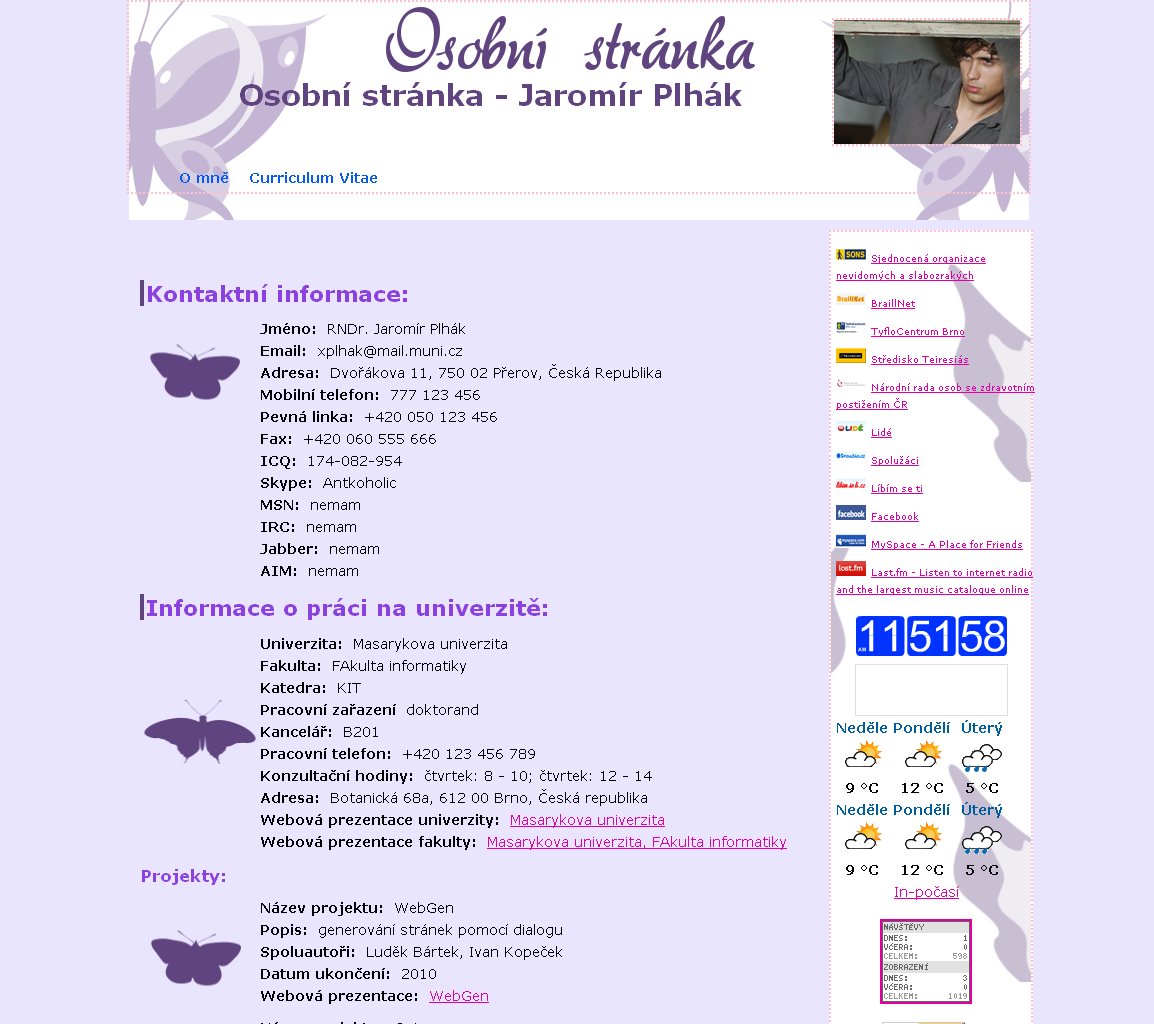 Osobní stránka
Osobní stránka - Jaromír Plhák
O mně Curriculum Vitae
Kontaktní informace:
Jméno: RNDr. Jaromír Plhák
Email: xplhak@mail.muni.cz
Adresa: Dvořákova 11, 750 02 Přerov, Česká Republika
Mobilní telefon: 777 123 456
Pevná linka: +420 050 123 456
Fax: +420 060 555 666
ICQ: 174-082-954
Skype: Antkoholic
MSN: nemam
IRC: nemam
Jabber: nemam
AIM: nemam
Informace o práci na univerzitě:
Univerzita: Masarykova univerzita
Fakulta: FAkulta informatiky
Katedra: KIT
Pracovní zařazení doktorand
Kancelář: B201
Pracovní telefon: +420 123 456 789
Konzultační hodiny: čtvrtek: 8 - 10; čtvrtek: 12 - 14
Adresa: Botanická 68a, 612 00 Brno, Česká republika
Webová prezentace univerzity: Masarykova univerzita
Webová prezentace fakulty: Masarykova univerzita, FAkulta informatiky
Projekty:
Název projektu: WebGen
Popis: generování stránek pomocí dialogu
Spoluautoři: Luděk Bártek, Ivan Kopeček
Datum ukončení: 2010
Webová prezentace: WebGen
SONS Sjednocená organizace
nevidomých a slabozrakých
BraillNet BraillNet
TyfloCentrum Brno
Středisko Teiresiás
Národní rada osob se zdravotním
postižením ČR
LIDÉ Lidé
Spolužáci
Líbím se ti
facebook Facebook
myspace.com MySpace - A Place for Friends
last.fm Last.fm - Listen to internet radio
and the largest music catalogue online
AM 11 51 58
Neděle Pondělí Úterý
9 °C 12 °C 5 °C
Neděle Pondělí Úterý
9 °C 12 °C 5 °C
In-počasí
NÁVŠTĚVY
DNES: 1
VČERA: 0
CELKEM: 598
ZOBRAZENÍ
DNES: 3
VČERA: 0
CELKEM: 1019